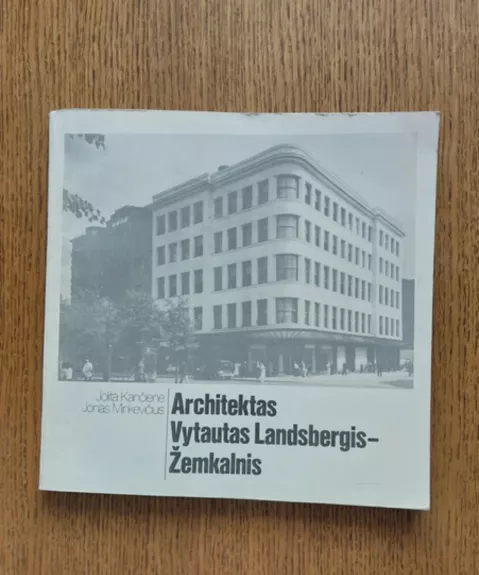 Jolita Kančienė
Jonas Minkevičius
Architektas
Vytautas Landsbergis–
Žemkalnis